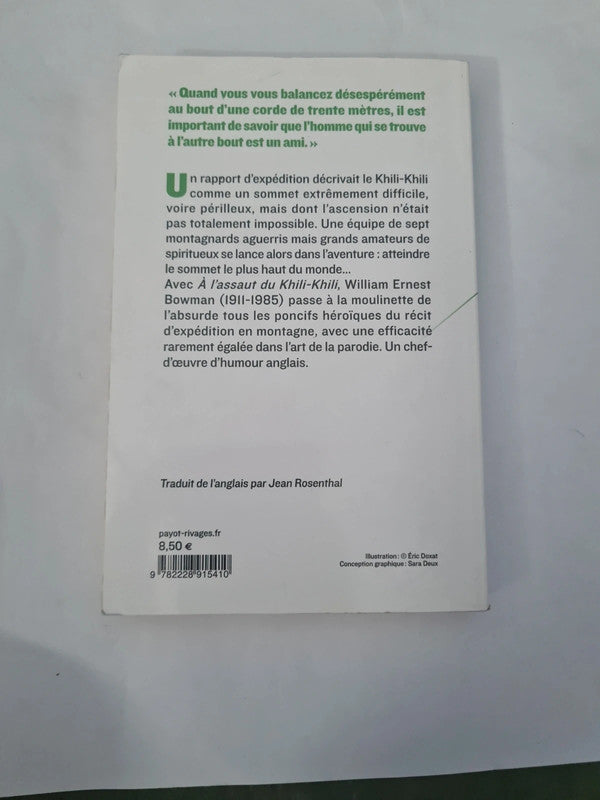 « Quand vous vous balancez désespérément
au bout d'une corde de trente mètres, il est
important de savoir que l'homme qui se trouve
à l'autre bout est un ami. »
Un rapport d'expédition décrivait le Khili-Khili
comme un sommet extrêmement difficile,
voire périlleux, mais dont l'ascension n'était
pas totalement impossible. Une équipe de sept
montagnards aguerris mais grands amateurs de
spiritueux se lance alors dans l'aventure : atteindre
le sommet le plus haut du monde...
Avec À l'assaut du Khili-Khili, William Ernest
Bowman (1911-1985) passe à la moulinette de
l'absurde tous les poncifs héroïques du récit
d'expédition en montagne, avec une efficacité
rarement égalée dans l'art de la parodie. Un chef-
d'œuvre d'humour anglais.
Traduit de l'anglais par Jean Rosenthal
payot-rivages.fr
8,50 €
Illustration : © Éric Doxat
Conception graphique : Sara Deux
9 782228 915410